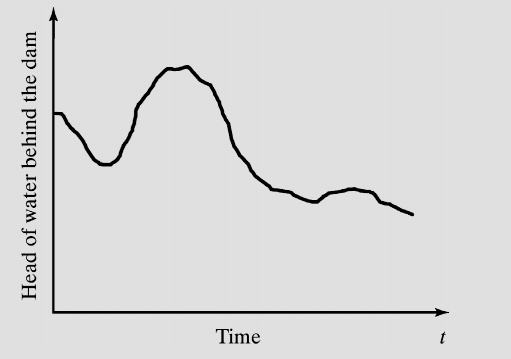 Head of water behind the dam
Time
t